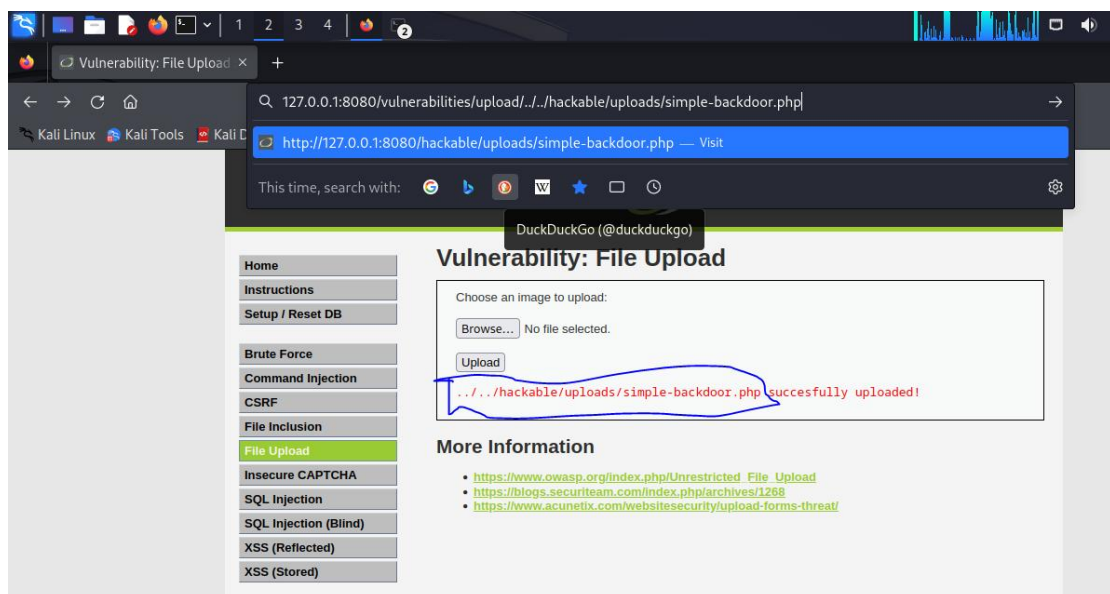 1 2 3 4 2
Vulnerability: File Upload × +
127.0.0.1:8080/vulnerabilities/upload/../../hackable/uploads/simple-backdoor.php
Kali Linux Kali Tools Kali D
http://127.0.0.1:8080/hackable/uploads/simple-backdoor.php — Visit
This time, search with: G W
DuckDuckGo (@duckduckgo)
Home
Instructions
Setup / Reset DB
Brute Force
Command Injection
CSRF
File Inclusion
File Upload
Insecure CAPTCHA
SQL Injection
SQL Injection (Blind)
XSS (Reflected)
XSS (Stored)
Vulnerability: File Upload
Choose an image to upload:
Browse... No file selected.
Upload
../../hackable/uploads/simple-backdoor.php succesfully uploaded!
More Information
https://www.owasp.org/index.php/Unrestricted_File_Upload
https://blogs.securiteam.com/index.php/archives/1268
https://www.acunetix.com/websitesecurity/upload-forms-threat/